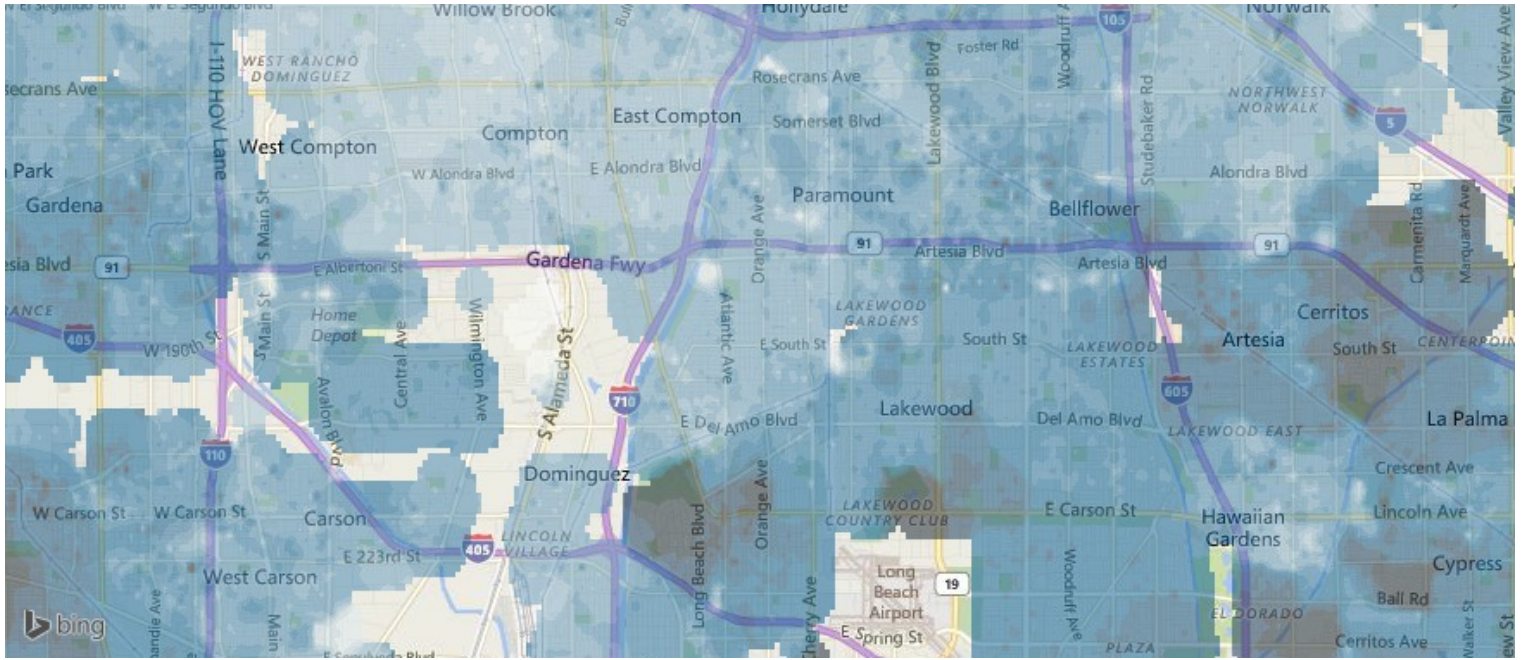 Willow Brook
Hollydale
105
Norwalk
Foster Rd
WEST RANCHO
DOMINGUEZ
Rosecrans Ave
Lakewood Blvd
Studebaker Rd
Valley View Ave
I-110 HOV Lane
NORTHWEST
NORWALK
East Compton
Somerset Blvd
5
Compton
West Compton
W Alondra Blvd
E Alondra Blvd
Alondra Blvd
Park
Gardena
Paramount
Bellflower
S Main St
Orange Ave
Carmenita Rd
Marquardt Ave
91
E Albertoni St
Gardena Fwy
91
Artesia Blvd
Artesia Blvd
91
S Main St
Home
Depot
Central Ave
Wilmington Ave
S Alameda St
Atlantic Ave
LAKEWOOD
GARDENS
Cerritos
405
W 190th St
E South St
South St
LAKEWOOD
ESTATES
Artesia
South St
Avalon Blvd
710
605
Lakewood
E Del Amo Blvd
Del Amo Blvd
LAKEWOOD EAST
La Palma
110
Dominguez
Crescent Ave
W Carson St
W Carson St
Carson
Long Beach Blvd
Orange Ave
LAKEWOOD
COUNTRY CLUB
E Carson St
Hawaiian
Gardens
Lincoln Ave
405
LINCOLN
VILLAGE
E 223rd St
West Carson
Long
Beach
Airport
19
Woodruff Ave
Cypress
Ball Rd
bing
Main
Cherry Ave
E Spring St
EL DORADO
PLAZA
Cerritos Ave